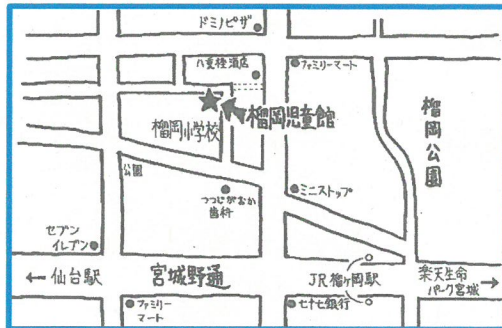 ドミノピザ
八重桂酒店
ファミリーマート
榴岡児童館
榴岡小学校
榴岡公園
公園
つつじがおか
歯科
ミニストップ
セブン
イレブン
← 仙台駅
宮城野通
JR榴ヶ岡駅
楽天生命
パーク宮城 →
ファミリー
マート
七十七銀行